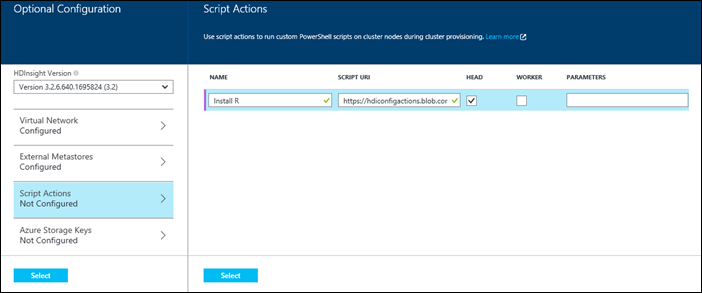 Optional Configuration
HDInsight Version
Version 3.2.6.640.1695824 (3.2)
Virtual Network
Configured
External Metastores
Configured
Script Actions
Not Configured
Azure Storage Keys
Not Configured
Select
Script Actions
Use script actions to run custom PowerShell scripts on cluster nodes during cluster provisioning. Learn more
NAME SCRIPT URI HEAD WORKER PARAMETERS
Install R https://hdiconfigactions.blob.cor
Select